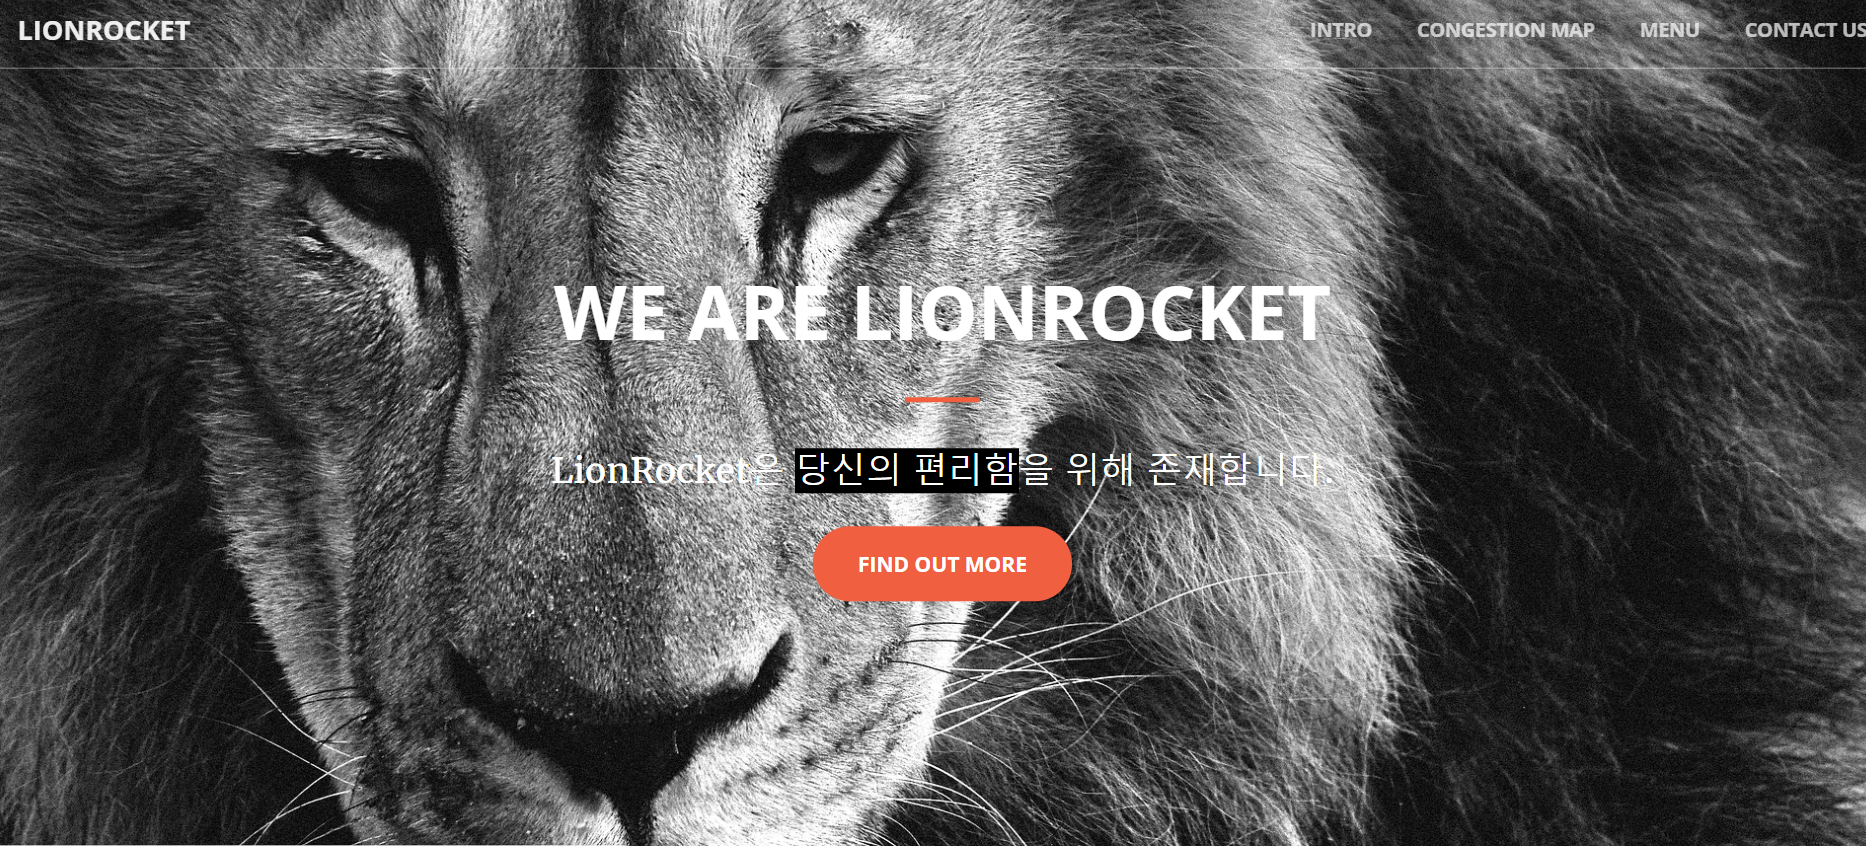 LIONROCKET
INTRO CONGESTION MAP MENU CONTACT US
WE ARE LIONROCKET
LionRocket은 당신의 편리함을 위해 존재합니다.
FIND OUT MORE